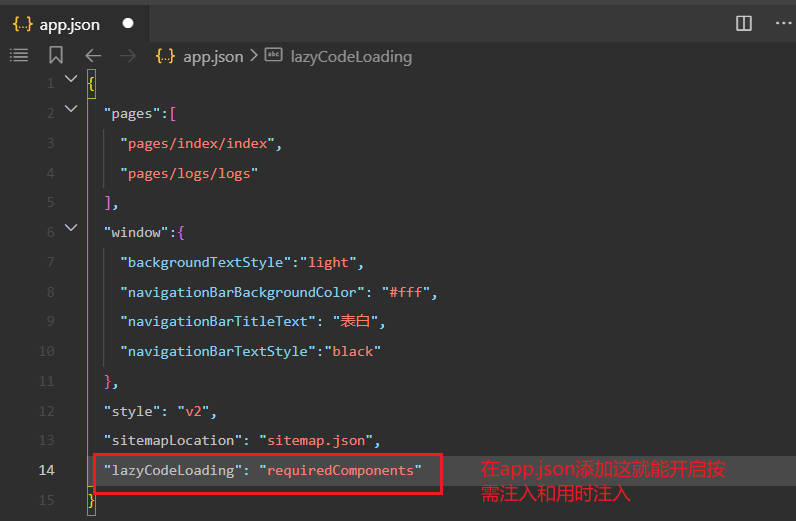 {..} app.json
{..} app.json > abc lazyCodeLoading
1 {
2 "pages":[
3 "pages/index/index",
4 "pages/logs/logs"
5 ],
6 "window":{
7 "backgroundTextStyle":"light",
8 "navigationBarBackgroundColor": "#fff",
9 "navigationBarTitleText": "表白",
10 "navigationBarTextStyle":"black"
11 },
12 "style": "v2",
13 "sitemapLocation": "sitemap.json",
14 "lazyCodeLoading": "requiredComponents"
15 }
在app.json添加这就能开启按
需注入和用时注入